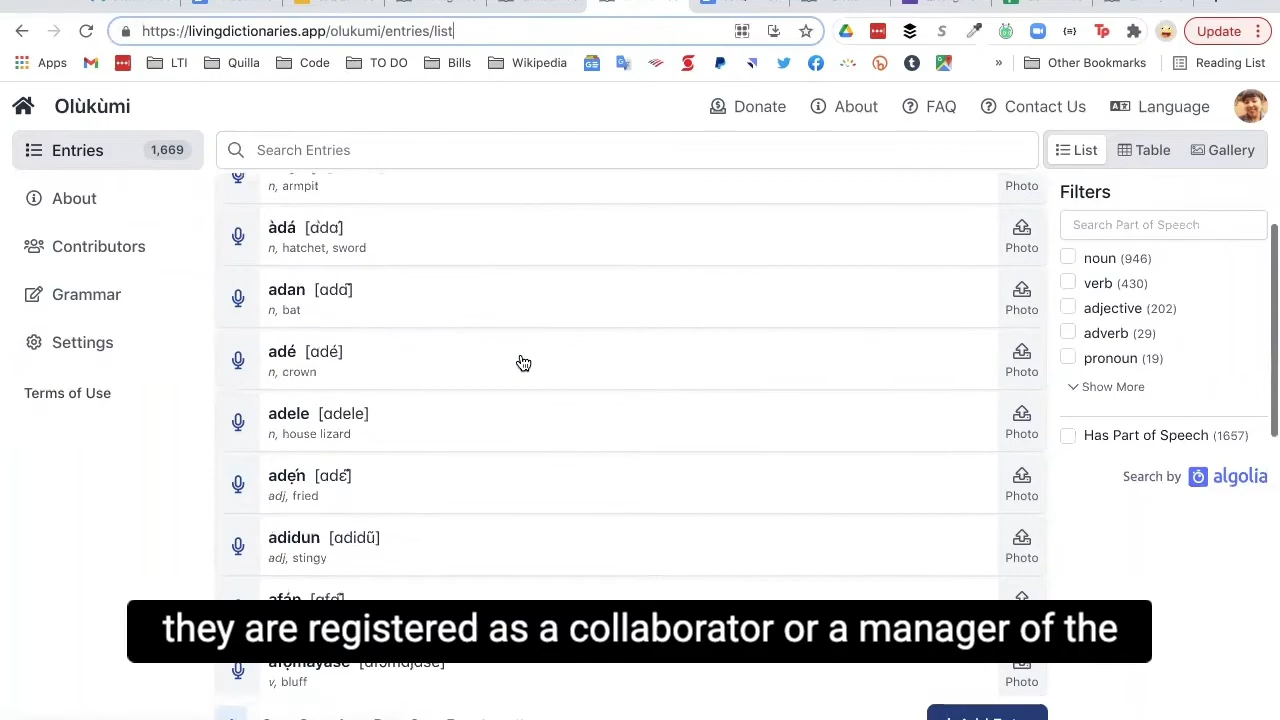 https://livingdictionaries.app/olukumi/entries/list
Update
Apps
LTI
Quilla
Code
TO DO
Bills
Wikipedia
»
Other Bookmarks
Reading List
Olùkùmi
Donate
About
FAQ
Contact Us
Language
Entries 1,669
Search Entries
List
Table
Gallery
About
Contributors
Grammar
Settings
Terms of Use
n, armpit
Photo
àdá [ɑ̀dɑ́]
n, hatchet, sword
Photo
adan
n, bat
Photo
adé [ɑdé]
n, crown
Photo
adele [ɑdele]
n, house lizard
Photo
adẹ́n
adj, fried
Photo
adidun [ɑdidũ]
adj, stingy
Photo
v, bluff
Photo
Filters
Search Part of Speech
noun (946)
verb (430)
adjective (202)
adverb (29)
pronoun (19)
Show More
Has Part of Speech (1657)
Search by algolia
they are registered as a collaborator or a manager of the